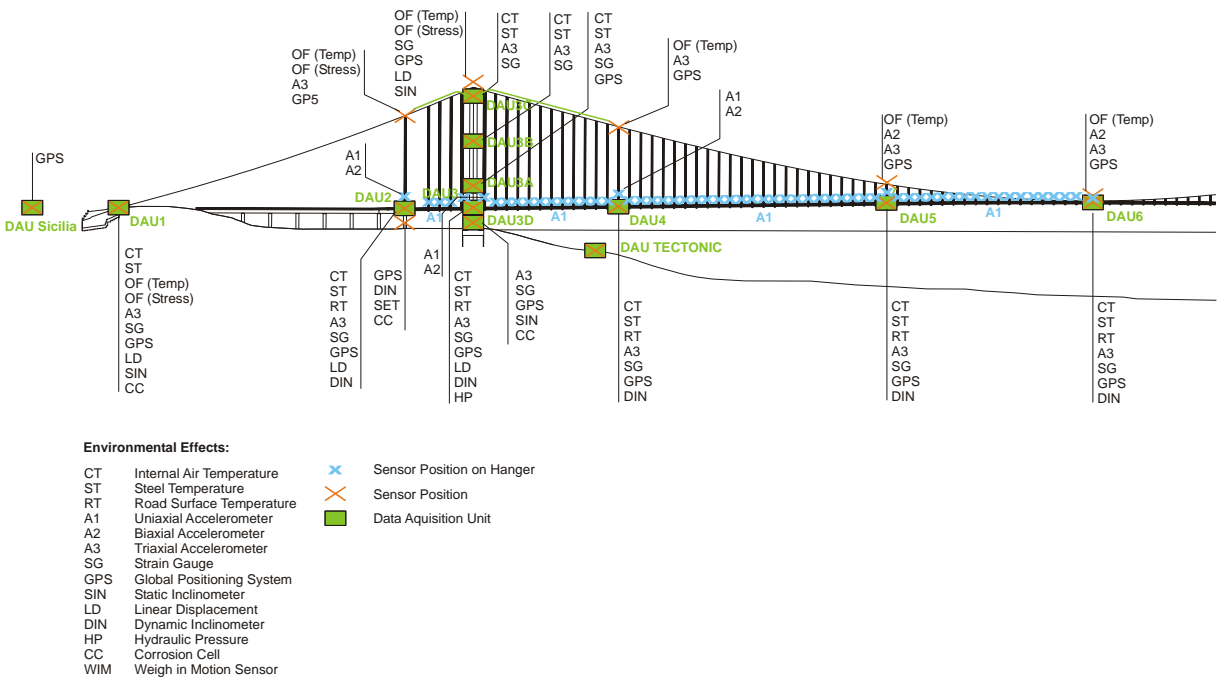 OF (Temp)
OF (Stress)
A3
GP5
OF (Temp)
OF (Stress)
SG
GPS
LD
SIN
CT
ST
A3
SG
CT
ST
A3
SG
CT
ST
A3
SG
GPS
OF (Temp)
A3
GPS
A1
A2
OF (Temp)
A2
A3
GPS
OF (Temp)
A2
A3
GPS
GPS
A1
A2
DAU3C
DAU3B
DAU3A
DAU Sicilia
DAU1
DAU2
DAU3
DAU3D
DAU4
DAU5
DAU6
A1
A1
A1
A1
DAU TECTONIC
A1
A2
CT
ST
OF (Temp)
OF (Stress)
A3
SG
GPS
LD
SIN
CC
CT
ST
RT
A3
SG
GPS
LD
DIN
GPS
DIN
SET
CC
CT
ST
RT
A3
SG
GPS
LD
DIN
HP
A3
SG
GPS
SIN
CC
CT
ST
RT
A3
SG
GPS
DIN
CT
ST
RT
A3
SG
GPS
DIN
CT
ST
RT
A3
SG
GPS
DIN
Environmental Effects:
CT Internal Air Temperature
ST Steel Temperature
RT Road Surface Temperature
A1 Uniaxial Accelerometer
A2 Biaxial Accelerometer
A3 Triaxial Accelerometer
SG Strain Gauge
GPS Global Positioning System
SIN Static Inclinometer
LD Linear Displacement
DIN Dynamic Inclinometer
HP Hydraulic Pressure
CC Corrosion Cell
WIM Weigh in Motion Sensor
Sensor Position on Hanger
Sensor Position
Data Aquisition Unit